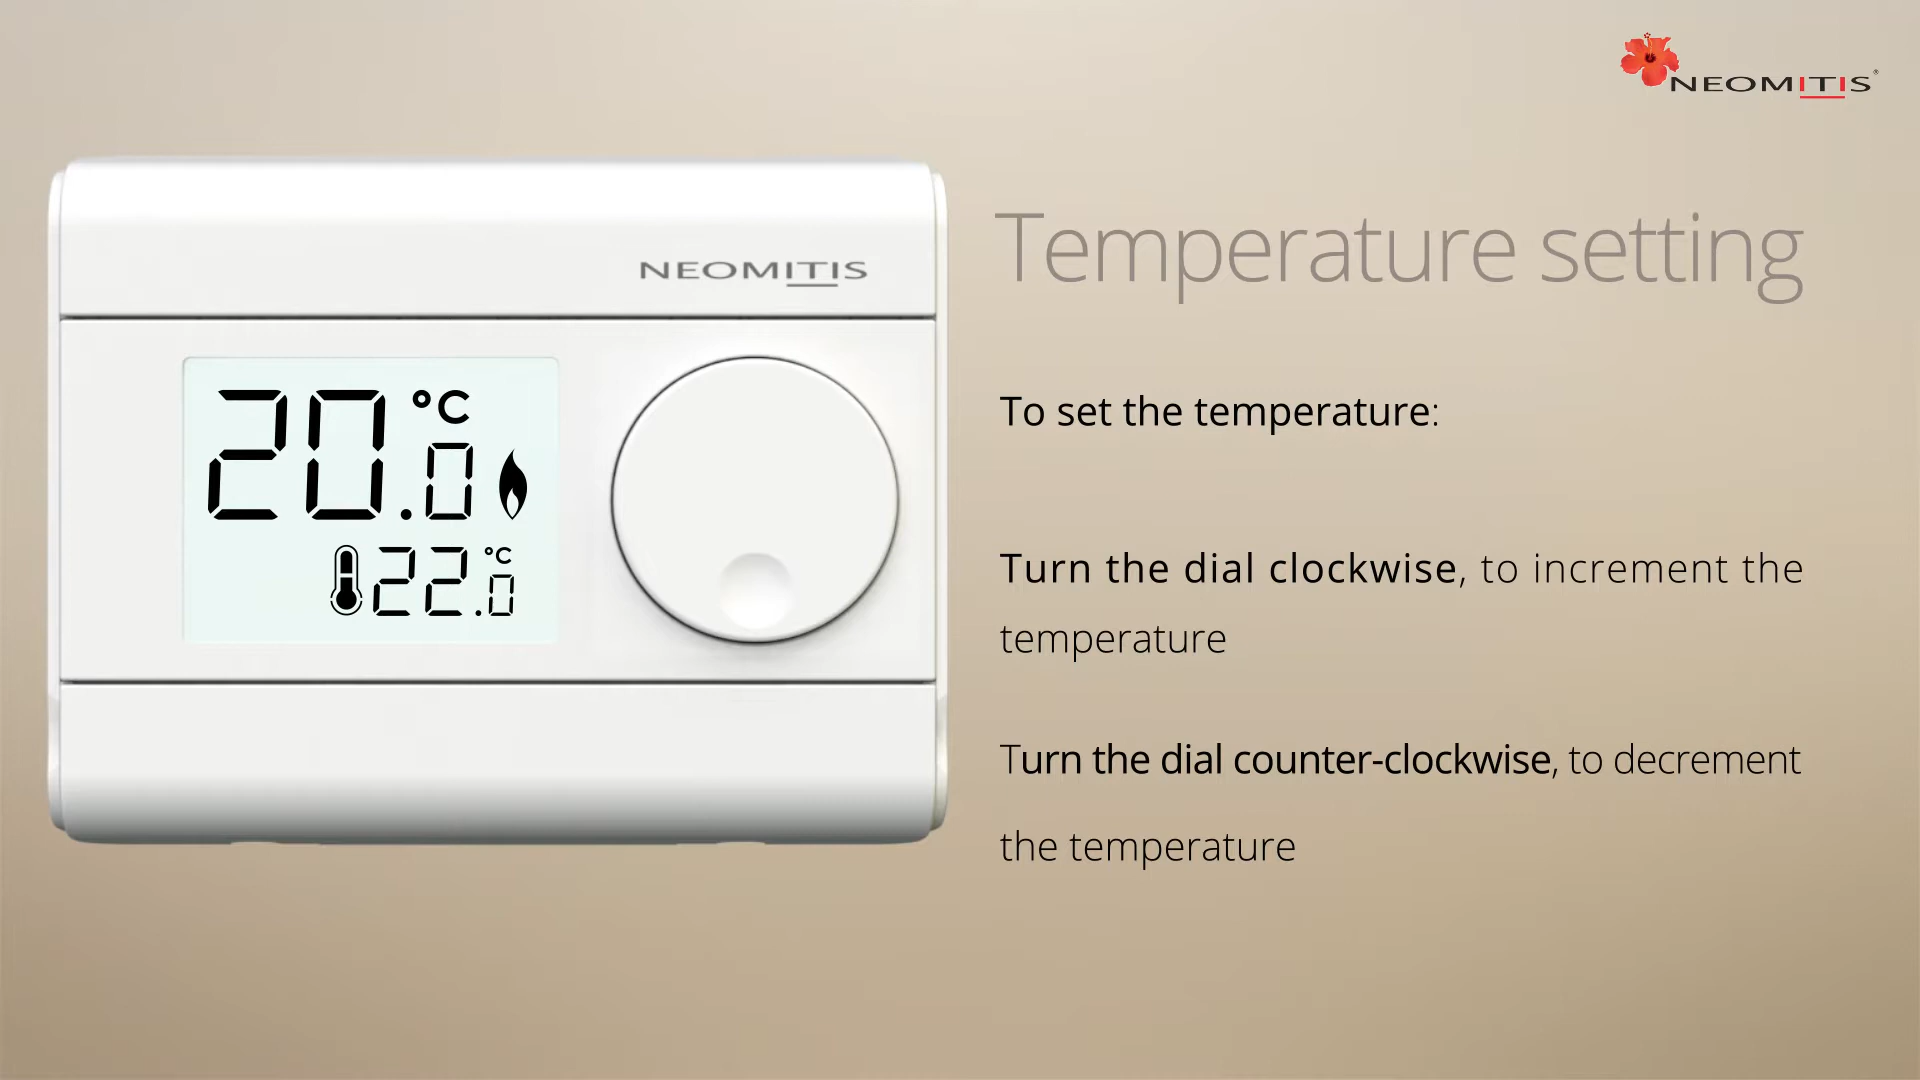 NEOMITIS®
NEOMITIS
Temperature setting
20.0 °C
22.0 °C
To set the temperature:
Turn the dial clockwise, to increment the
temperature
Turn the dial counter-clockwise, to decrement
the temperature